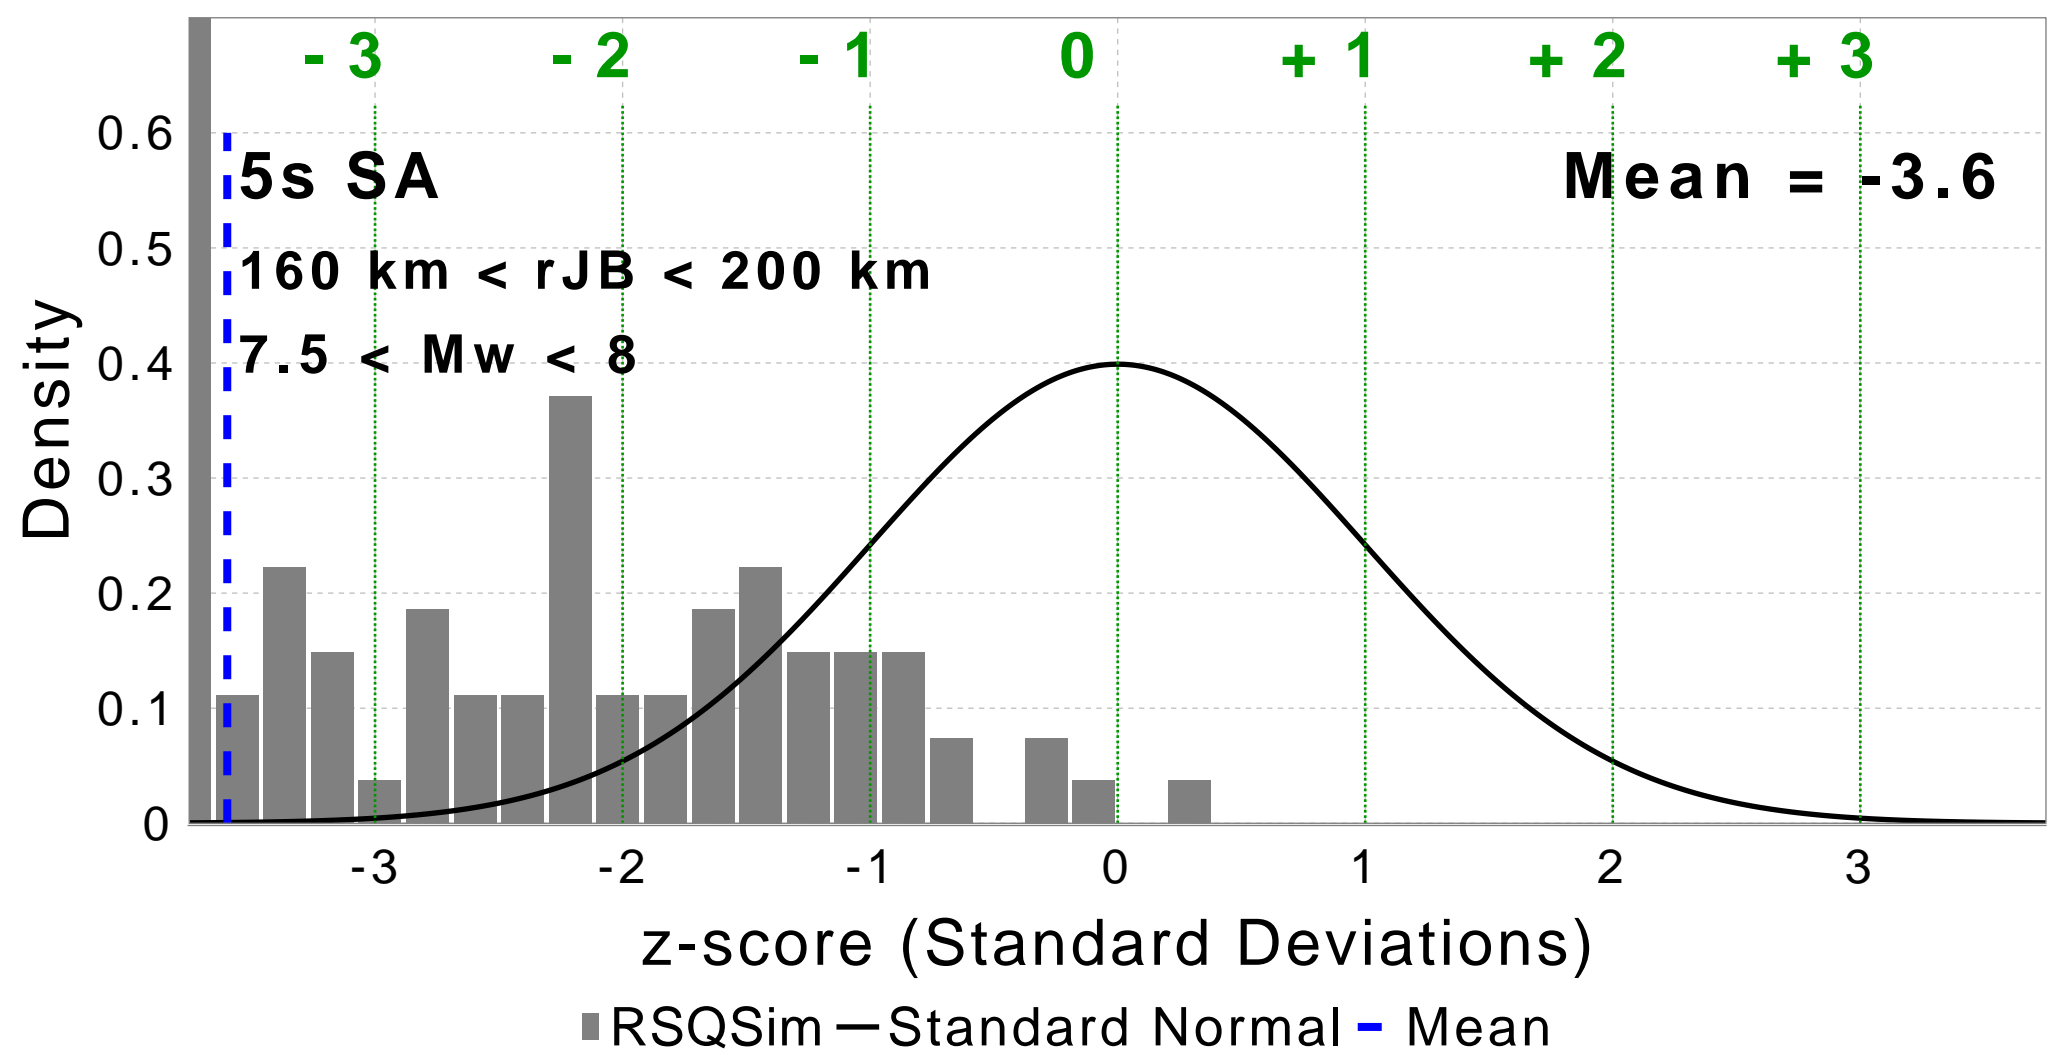 - 3 - 2 - 1 0 + 1 + 2 + 3
0.6
5s SA
Mean = -3.6
0.5
160 km < rJB < 200 km
7.5 < Mw < 8
0.4
0.3
0.2
0.1
0
Density
-3 -2 -1 0 1 2 3
z-score (Standard Deviations)
RSQSim Standard Normal Mean